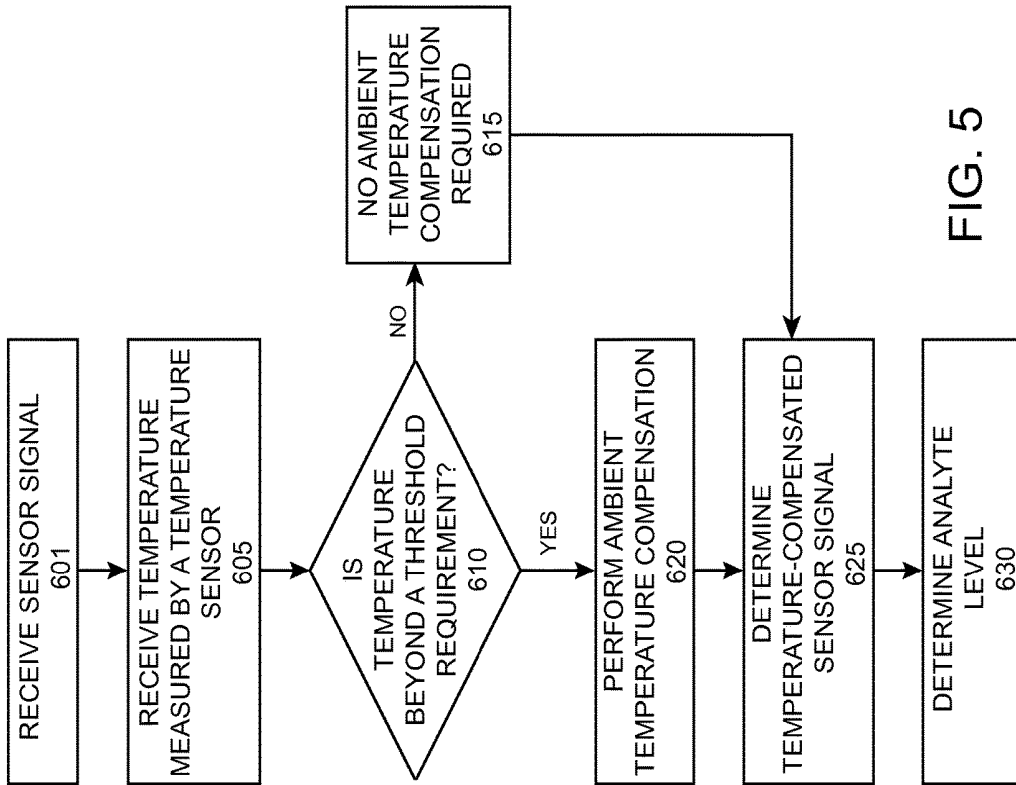 RECEIVE SENSOR SIGNAL
601
RECEIVE TEMPERATURE
MEASURED BY A TEMPERATURE
SENSOR
605
IS
TEMPERATURE
BEYOND A THRESHOLD
REQUIREMENT?
610
NO
NO AMBIENT
TEMPERATURE
COMPENSATION
REQUIRED
615
YES
PERFORM AMBIENT
TEMPERATURE COMPENSATION
620
DETERMINE
TEMPERATURE-COMPENSATED
SENSOR SIGNAL
625
DETERMINE ANALYTE
LEVEL
630
FIG. 5